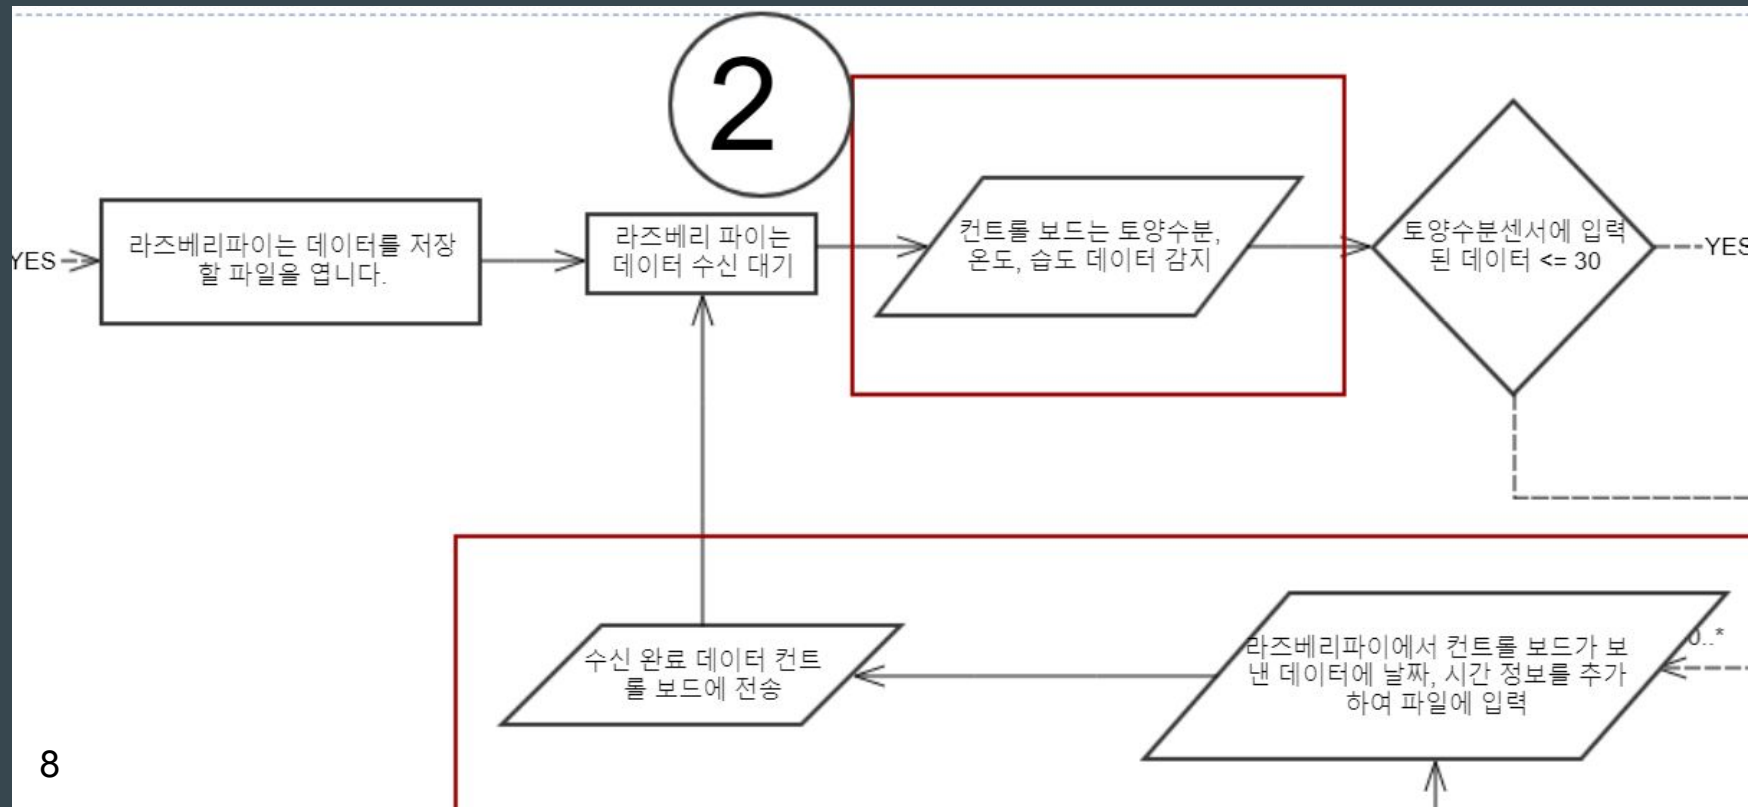 2
YES
라즈베리파이는 데이터를 저장
할 파일을 엽니다.
라즈베리 파이는
데이터 수신 대기
컨트롤 보드는 토양수분,
온도, 습도 데이터 감지
토양수분센서에 입력
된 데이터 <= 30
YES
수신 완료 데이터 컨트
롤 보드에 전송
라즈베리파이에서 컨트롤 보드가 보
낸 데이터에 날짜, 시간 정보를 추가
하여 파일에 입력
0..*
8